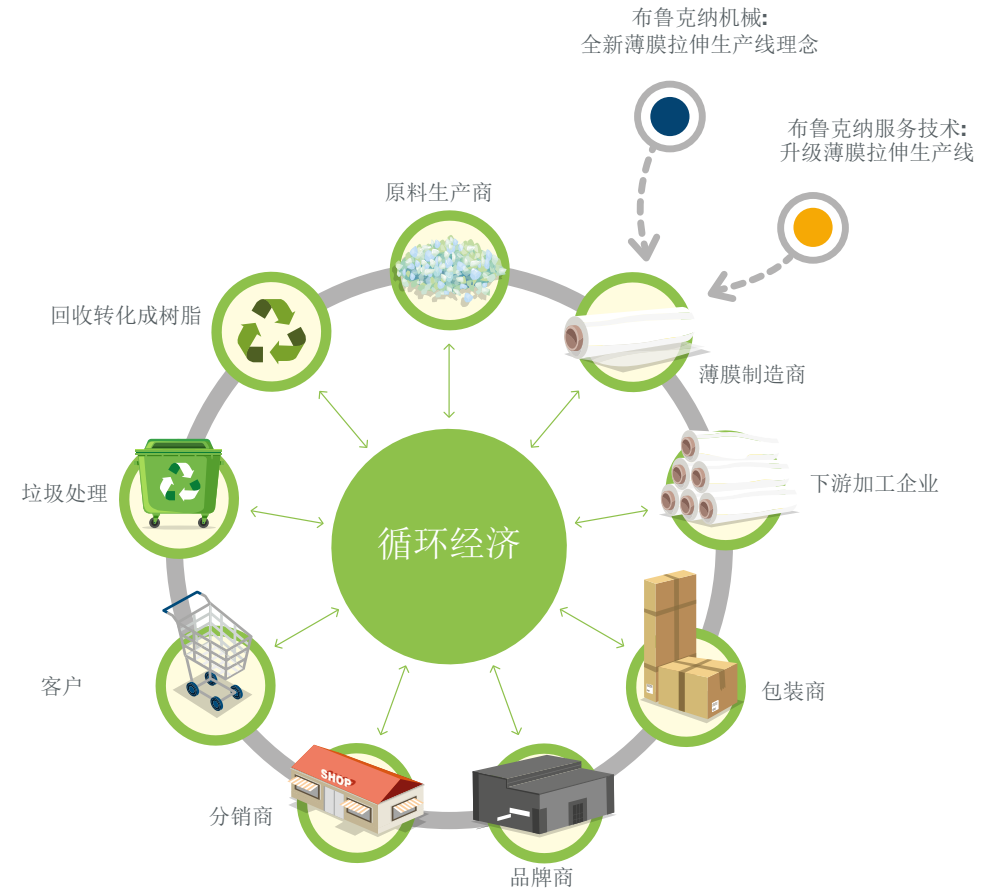 布鲁克纳机械:
全新薄膜拉伸生产线理念
布鲁克纳服务技术:
升级薄膜拉伸生产线
原料生产商
回收转化成树脂
薄膜制造商
垃圾处理
下游加工企业
循环经济
客户
包装商
SHOP
分销商
品牌商